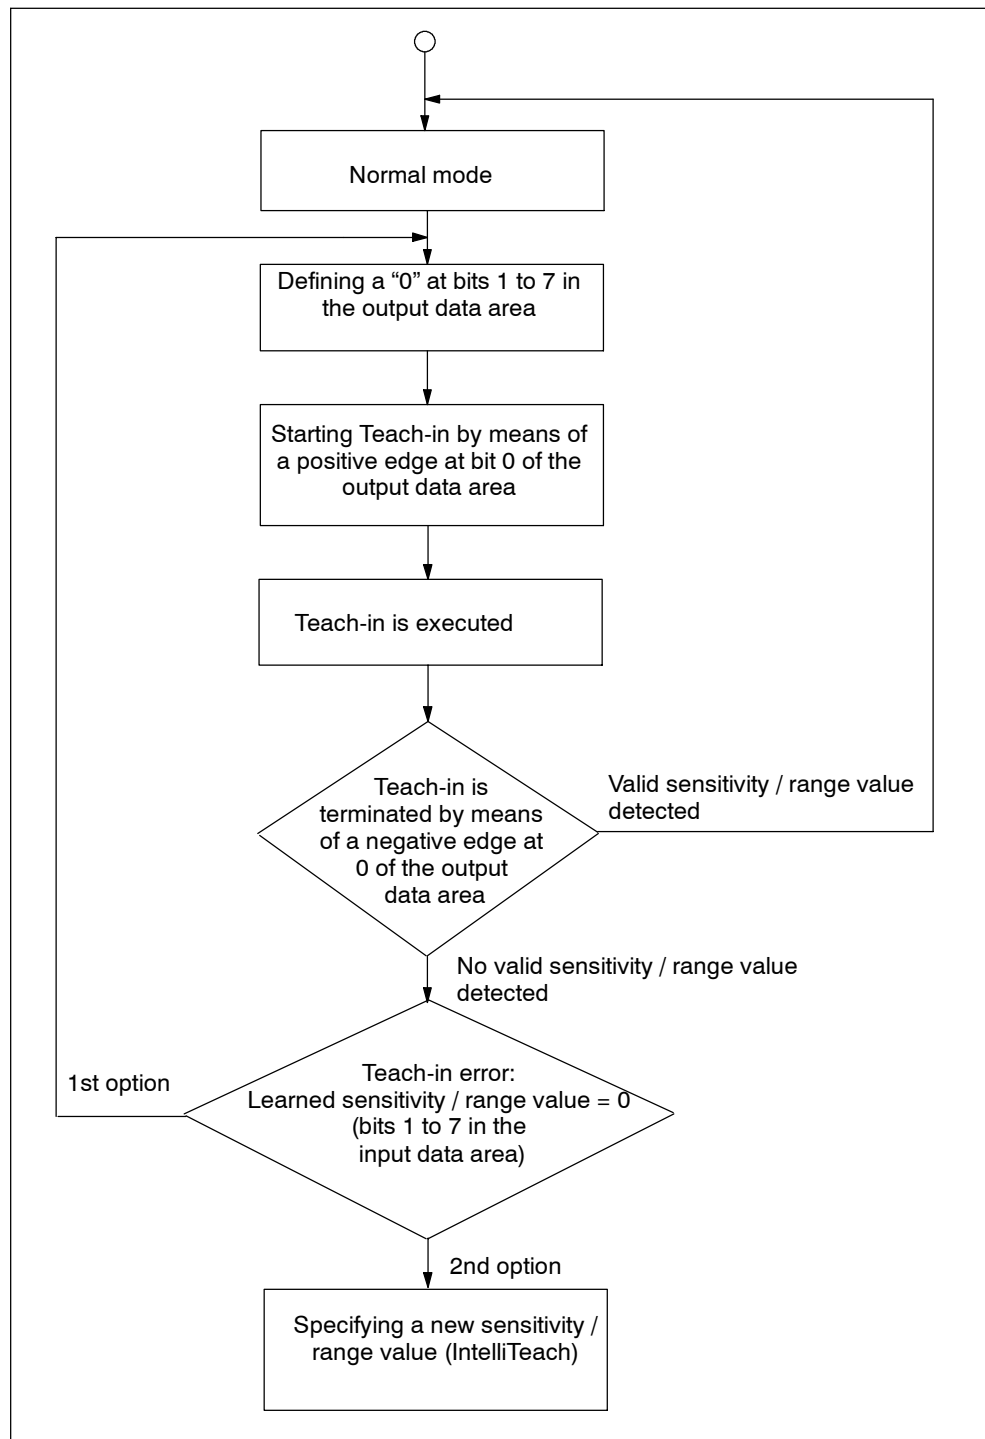 Normal mode
Defining a “0” at bits 1 to 7 in
the output data area
Starting Teach-in by means of
a positive edge at bit 0 of the
output data area
Teach-in is executed
Teach-in is
terminated by means
of a negative edge at
0 of the output
data area
Valid sensitivity / range value
detected
No valid sensitivity / range value
detected
Teach-in error:
Learned sensitivity / range value = 0
(bits 1 to 7 in the
input data area)
1st option
2nd option
Specifying a new sensitivity /
range value (IntelliTeach)